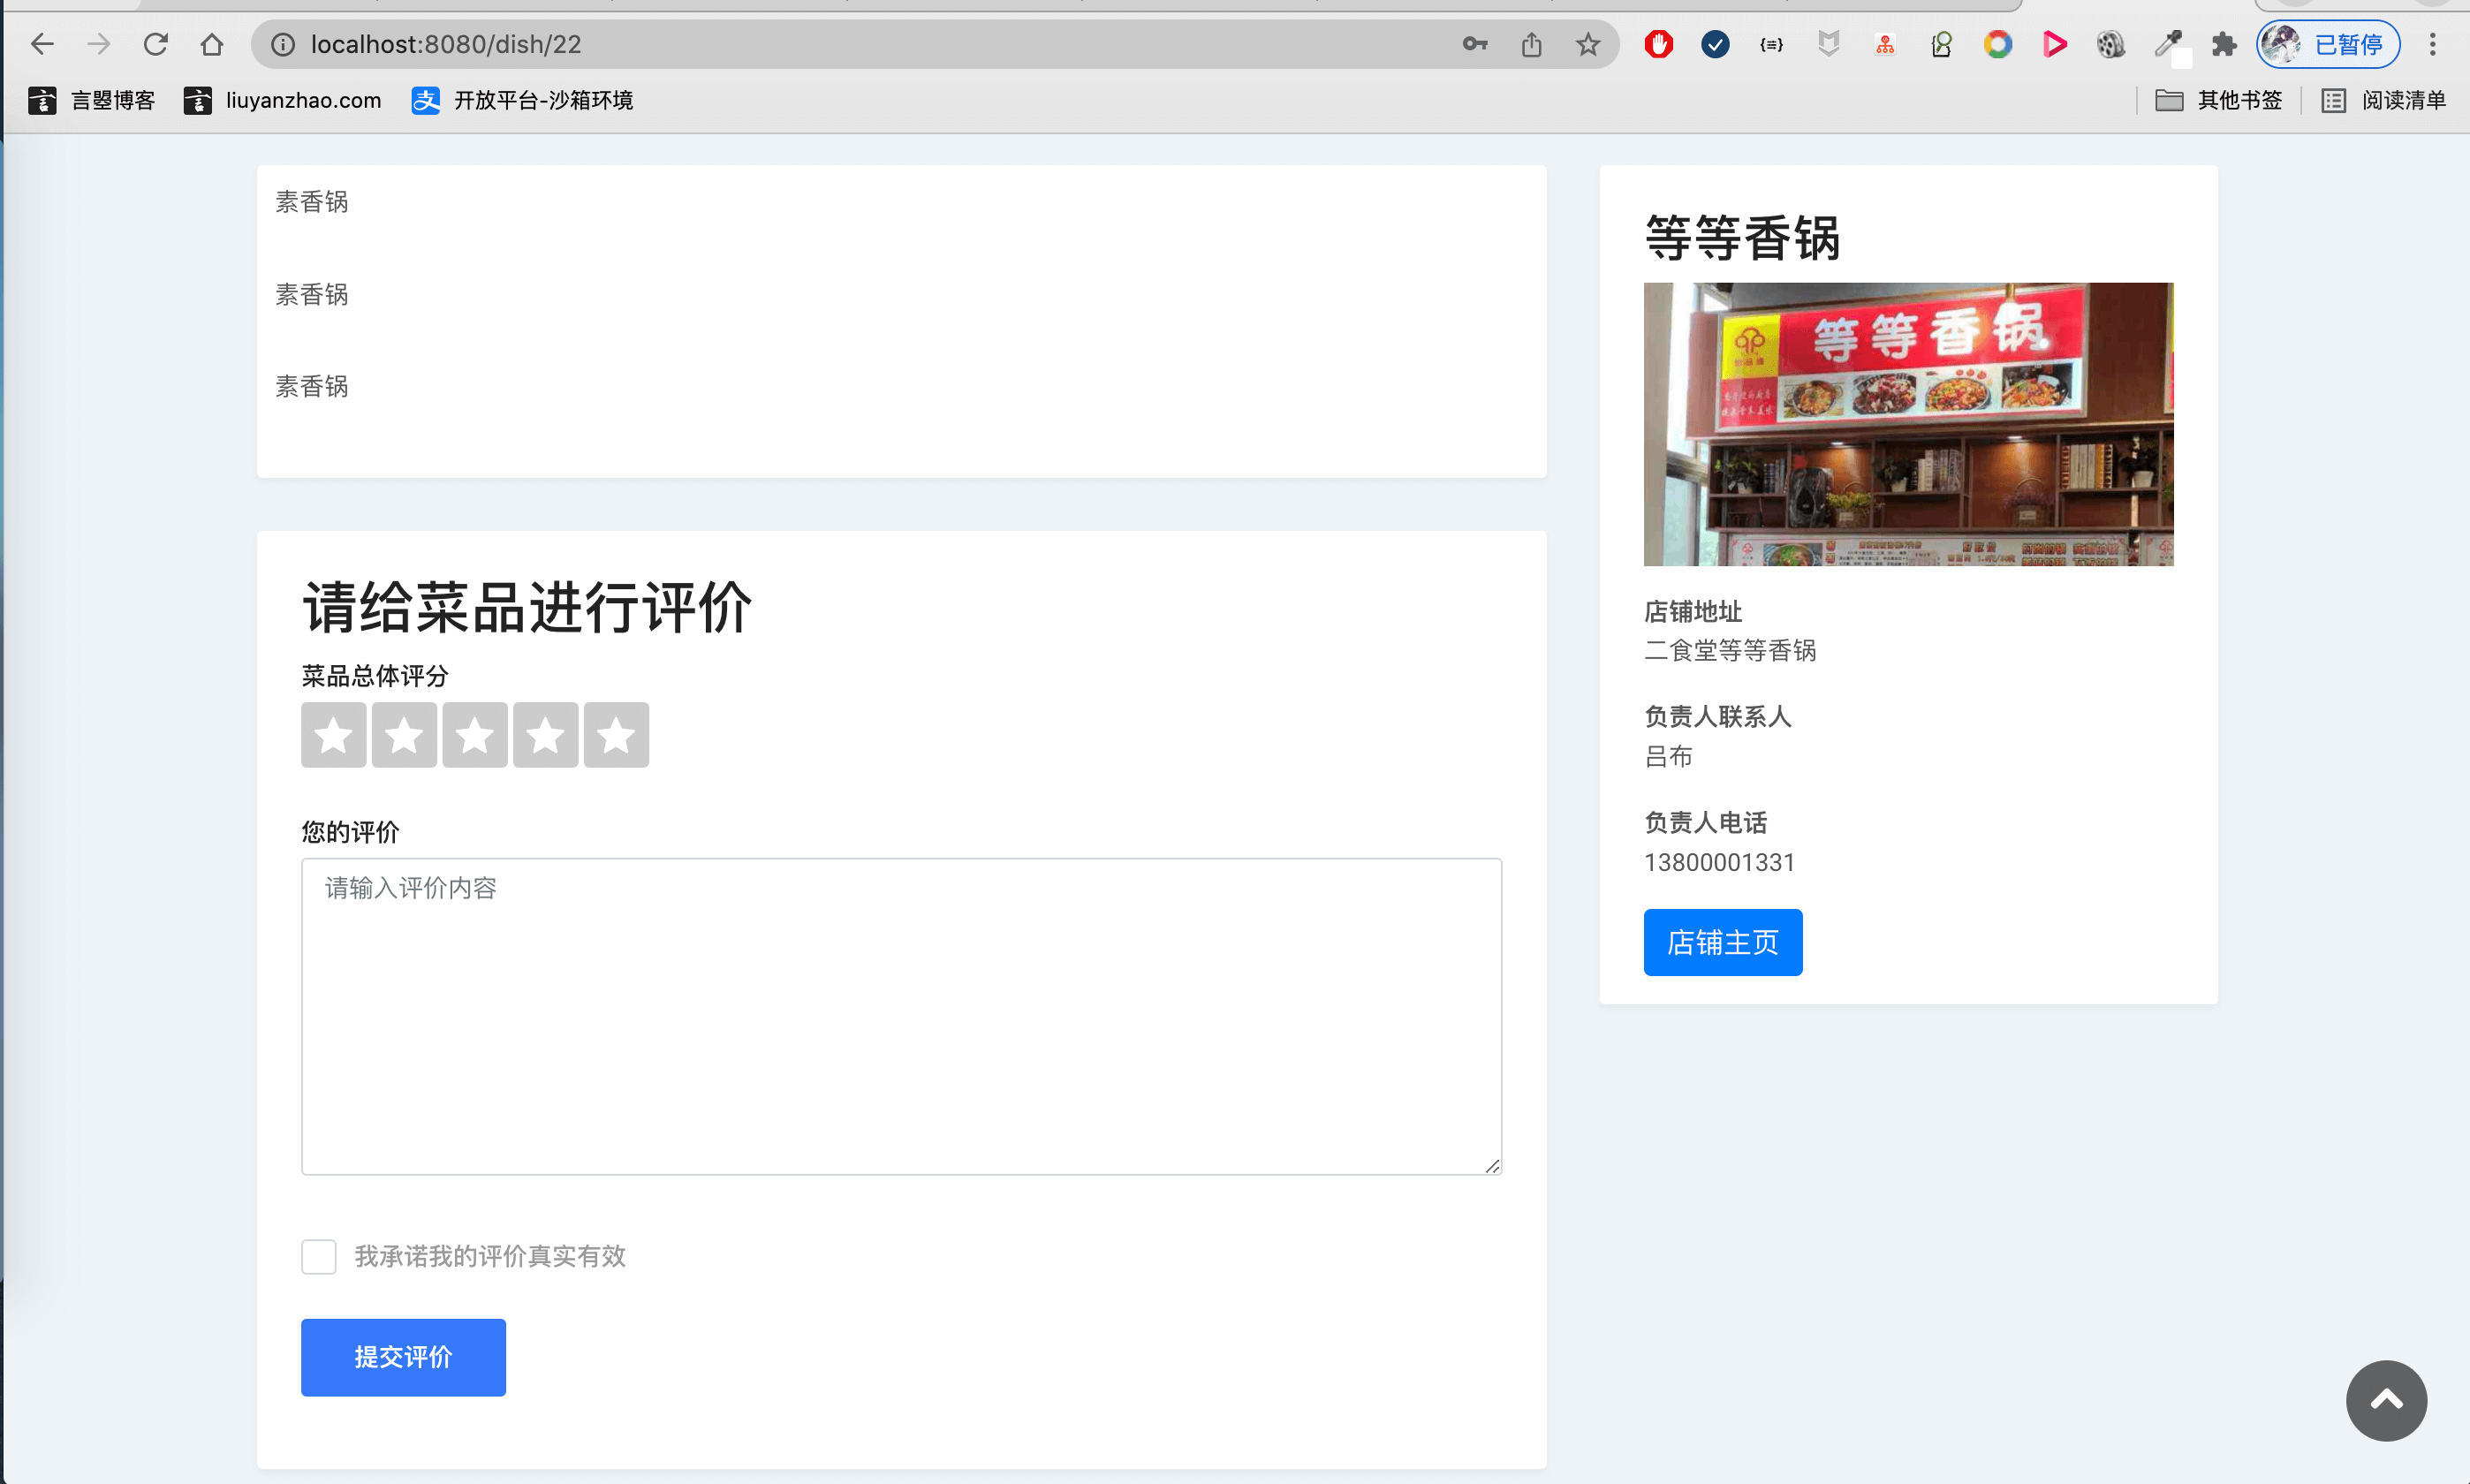 localhost:8080/dish/22
已暂停
言曌博客
liuyanzhao.com
开放平台-沙箱环境
其他书签
阅读清单
素香锅
素香锅
素香锅
请给菜品进行评价
菜品总体评分
您的评价
请输入评价内容
我承诺我的评价真实有效
提交评价
等等香锅
等等香锅
店铺地址
二食堂等等香锅
负责人联系人
吕布
负责人电话
13800001331
店铺主页